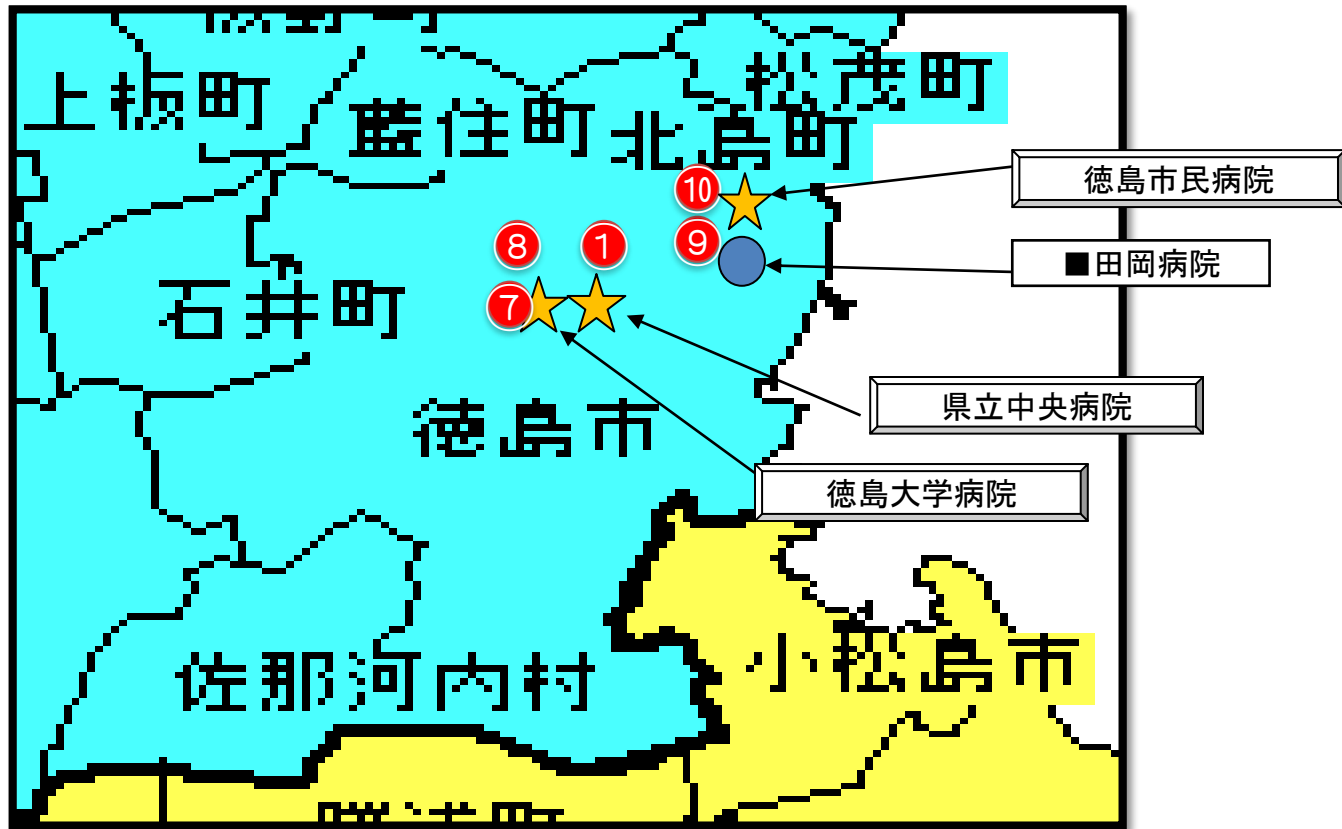 上板町
藍住町
北島町
松茂町
⑩
徳島市民病院
⑨
■田岡病院
⑧
①
⑦
石井町
県立中央病院
徳島市
徳島大学病院
佐那河内村
小松島市